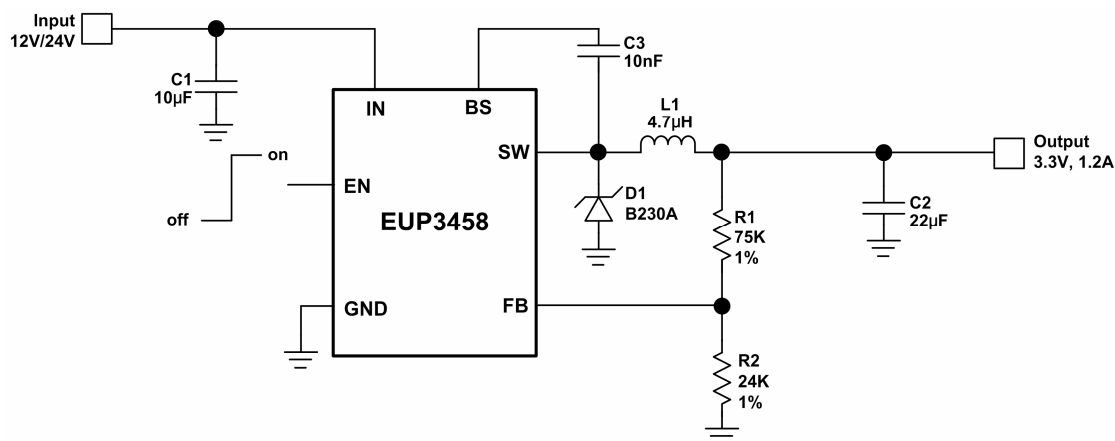 Input
12V/24V
C1
10µF
on
off
IN
BS
SW
EN
EUP3458
GND
FB
C3
10nF
L1
4.7µH
D1
B230A
R1
75K
1%
R2
24K
1%
C2
22µF
Output
3.3V, 1.2A